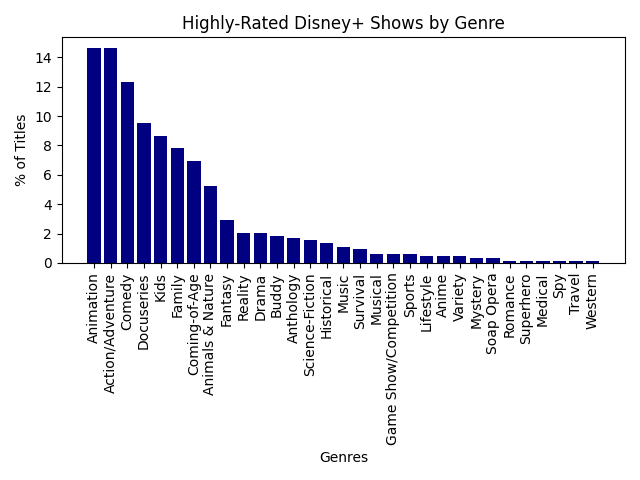 Highly-Rated Disney+ Shows by Genre
% of Titles
14
12
10
8
6
4
2
0
Animation
Action/Adventure
Comedy
Docuseries
Kids
Family
Coming-of-Age
Animals & Nature
Fantasy
Reality
Drama
Buddy
Anthology
Science-Fiction
Historical
Music
Survival
Musical
Game Show/Competition
Sports
Lifestyle
Anime
Variety
Mystery
Soap Opera
Romance
Superhero
Medical
Spy
Travel
Western
Genres